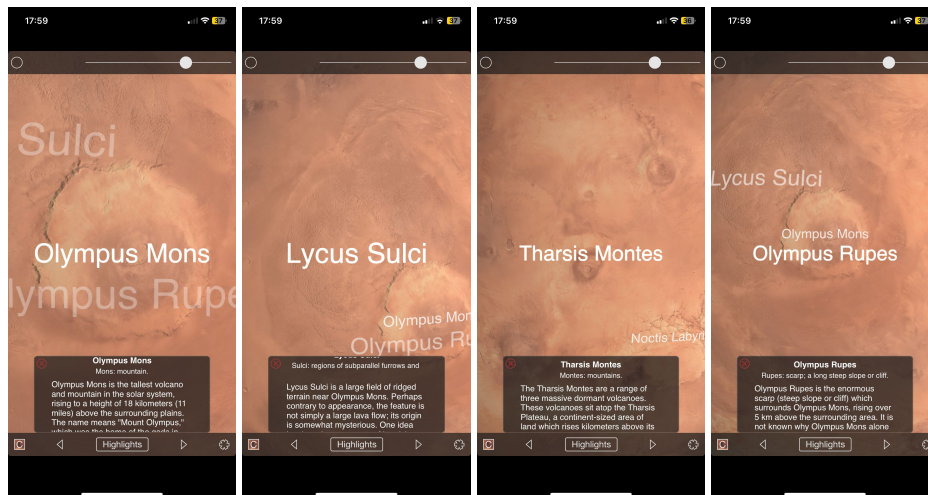 17:59
37
Sulci
Olympus Mons
lympus Rupe
Olympus Mons
Mons: mountain.
Olympus Mons is the tallest volcano
and mountain in the solar system,
rising to a height of 18 kilometers (11
miles) above the surrounding plains.
The name means "Mount Olympus,"
C
Highlights
17:59
37
Lycus Sulci
Olympus Mon
Olympus Ru
Sulci: regions of subparallel furrows and
Lycus Sulci is a large field of ridged
terrain near Olympus Mons. Perhaps
contrary to appearance, the feature is
not simply a large lava flow; its origin
is somewhat mysterious. One idea
C
Highlights
17:59
36
Tharsis Montes
Noctis Labyri
Tharsis Montes
Montes: mountains.
The Tharsis Montes are a range of
three massive dormant volcanoes.
These volcanoes sit atop the Tharsis
Plateau, a continent-sized area of
land which rises kilometers above its
C
Highlights
17:59
37
Lycus Sulci
Olympus Mons
Olympus Rupes
Olympus Rupes
Rupes: scarp; a long steep slope or cliff.
Olympus Rupes is the enormous
scarp (steep slope or cliff) which
surrounds Olympus Mons, rising over
5 km above the surrounding area. It is
not known why Olympus Mons alone
C
Highlights